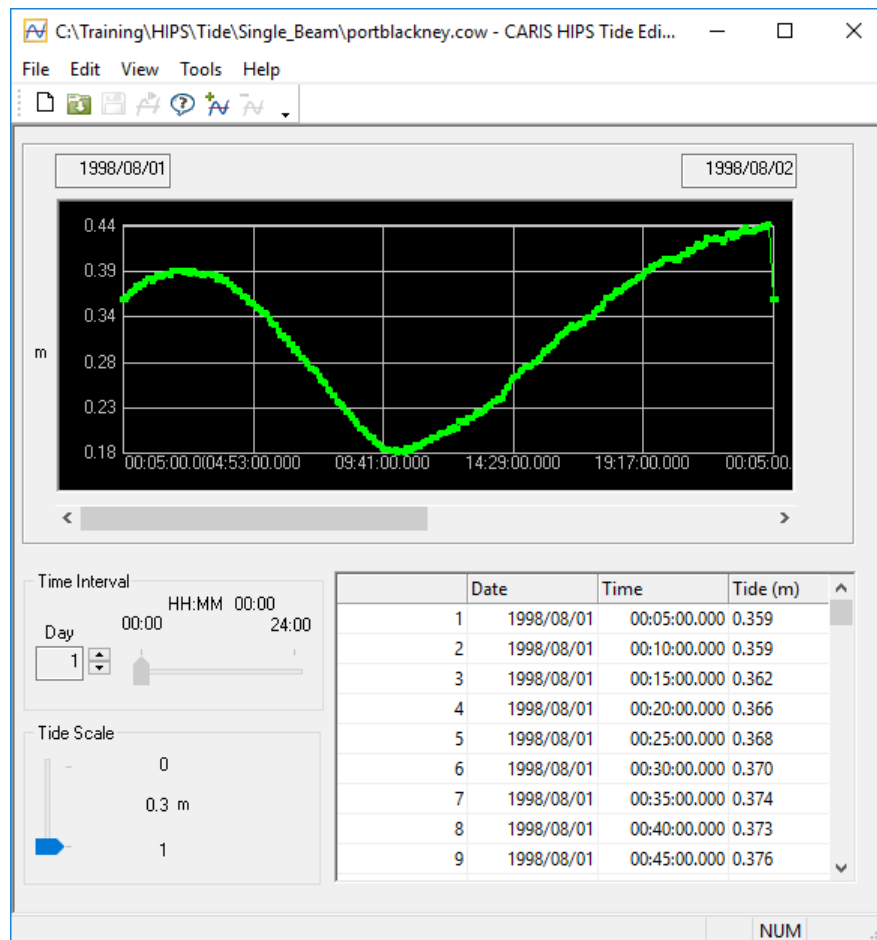 C:\Training\HIPS\Tide\Single_Beam\portblackney.cow - CARIS HIPS Tide Edi...
File Edit View Tools Help
1998/08/01 1998/08/02
0.44
0.39
0.34
m
0.28
0.23
0.18
00:05:00.0004:53:00.000 09:41:00.000 14:29:00.000 19:17:00.000 00:05:00.
Time Interval
HH:MM 00:00
Day 00:00 24:00
1
Tide Scale
0
0.3 m
1
Date Time Tide (m)
1 1998/08/01 00:05:00.000 0.359
2 1998/08/01 00:10:00.000 0.359
3 1998/08/01 00:15:00.000 0.362
4 1998/08/01 00:20:00.000 0.366
5 1998/08/01 00:25:00.000 0.368
6 1998/08/01 00:30:00.000 0.370
7 1998/08/01 00:35:00.000 0.374
8 1998/08/01 00:40:00.000 0.373
9 1998/08/01 00:45:00.000 0.376
NUM